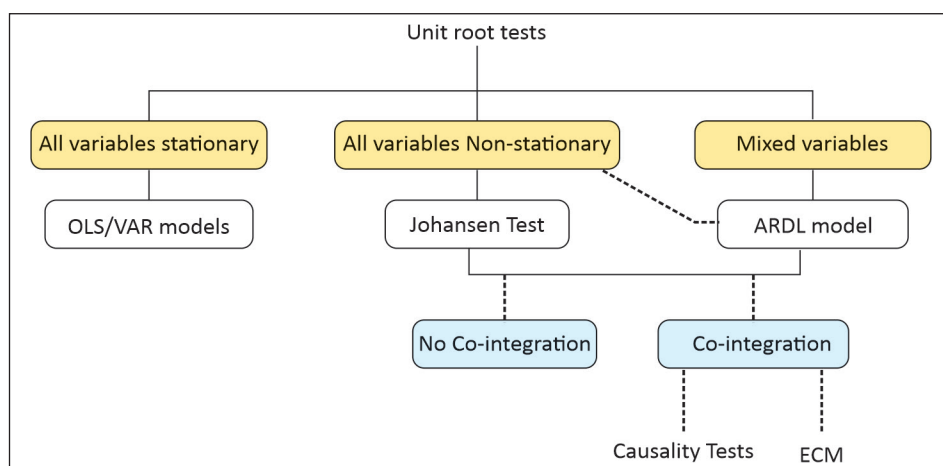 Unit root tests
All variables stationary
All variables Non-stationary
Mixed variables
OLS/VAR models
Johansen Test
ARDL model
No Co-integration
Co-integration
Causality Tests
ECM